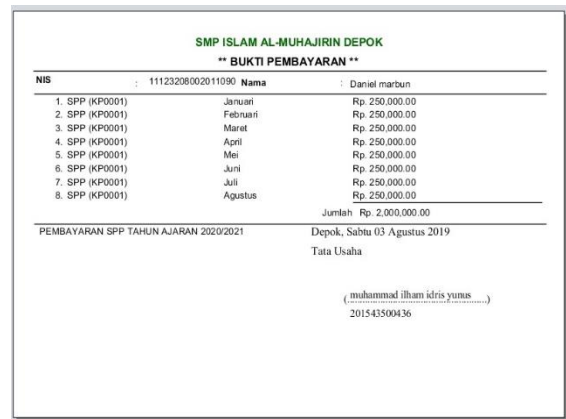 SMP ISLAM AL-MUHAJIRIN DEPOK
** BUKTI PEMBAYARAN **
NIS : 11123208002011090 Nama : Daniel marbun
1. SPP (KP0001) Januari Rp. 250,000.00
2. SPP (KP0001) Februari Rp. 250,000.00
3. SPP (KP0001) Maret Rp. 250,000.00
4. SPP (KP0001) April Rp. 250,000.00
5. SPP (KP0001) Mei Rp. 250,000.00
6. SPP (KP0001) Juni Rp. 250,000.00
7. SPP (KP0001) Juli Rp. 250,000.00
8. SPP (KP0001) Agustus Rp. 250,000.00
Jumlah Rp. 2,000,000.00
PEMBAYARAN SPP TAHUN AJARAN 2020/2021 Depok, Sabtu 03 Agustus 2019
Tata Usaha
(muhammad ilham idris yunus)
201543500436